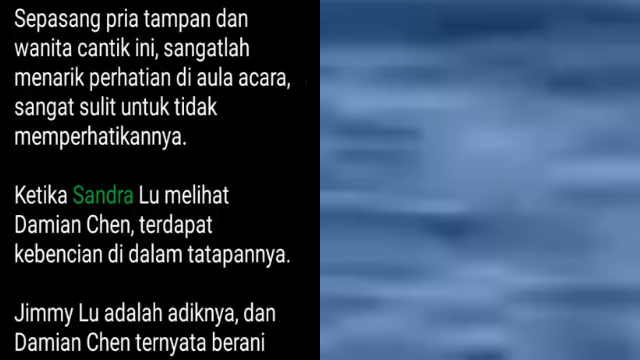 Sepasang pria tampan dan
wanita cantik ini, sangatlah
menarik perhatian di aula acara,
sangat sulit untuk tidak
memperhatikannya.
Ketika Sandra Lu melihat
Damian Chen, terdapat
kebencian di dalam tatapannya.
Jimmy Lu adalah adiknya, dan
Damian Chen ternyata berani